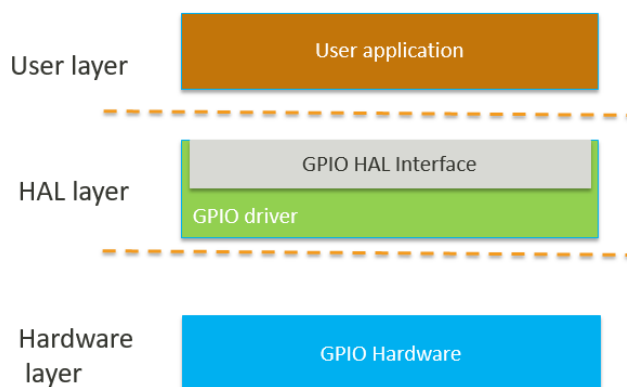 User layer
User application
HAL layer
GPIO HAL Interface
GPIO driver
Hardware
layer
GPIO Hardware